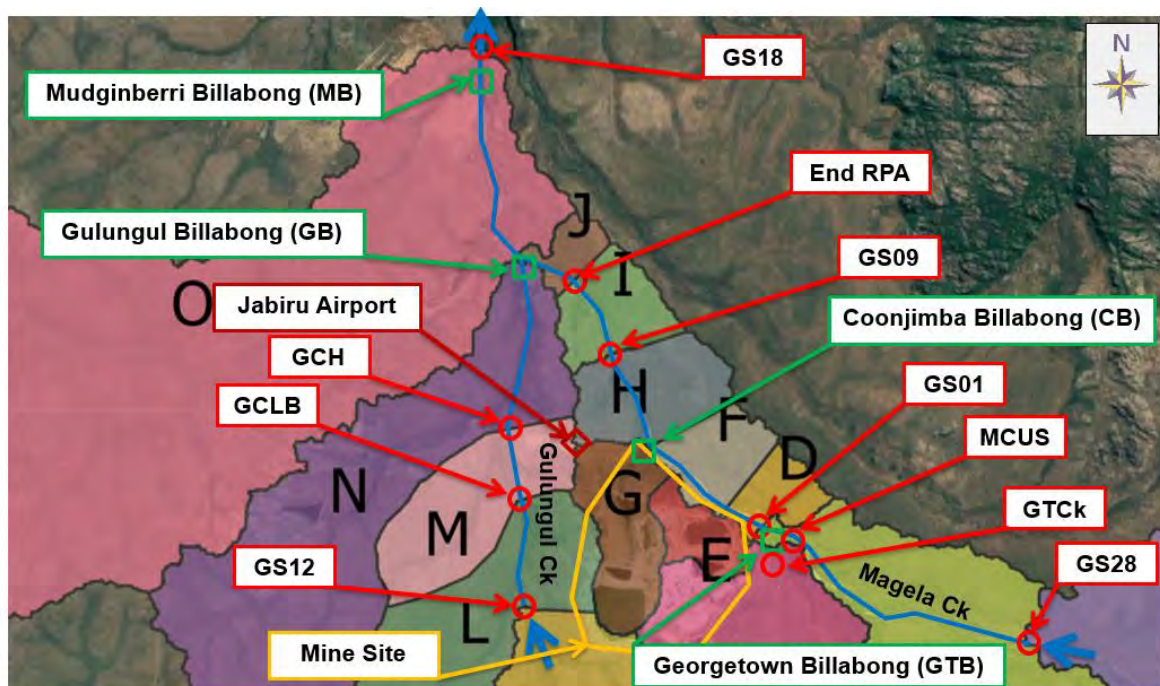 N
GS18
Mudginberri Billabong (MB)
End RPA
J
Gulungul Billabong (GB)
GS09
I
O
Jabiru Airport
Coonjimba Billabong (CB)
GCH
GS01
H
GCLB
F
MCUS
D
Gulungul Ck
G
N
GTCk
M
E
GS12
GS28
Magela Ck
L
Mine Site
Georgetown Billabong (GTB)